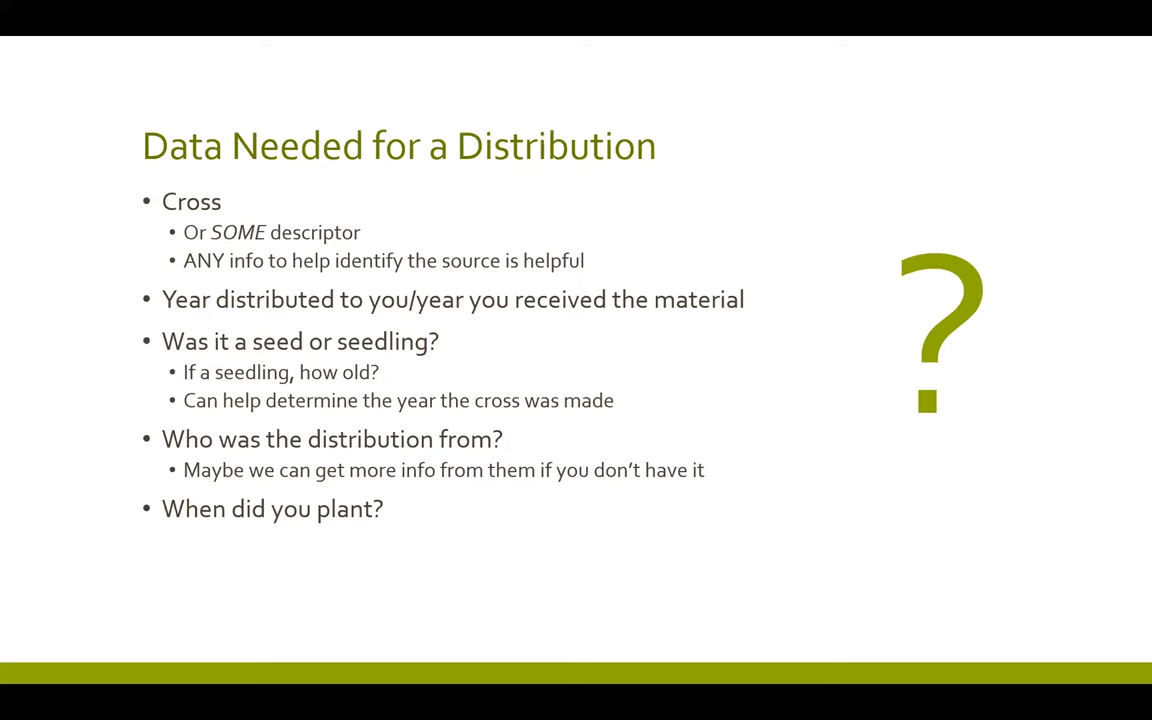 Data Needed for a Distribution
• Cross
• Or SOME descriptor
• ANY info to help identify the source is helpful
• Year distributed to you/year you received the material
• Was it a seed or seedling?
• If a seedling, how old?
• Can help determine the year the cross was made
• Who was the distribution from?
• Maybe we can get more info from them if you don't have it
• When did you plant?
?